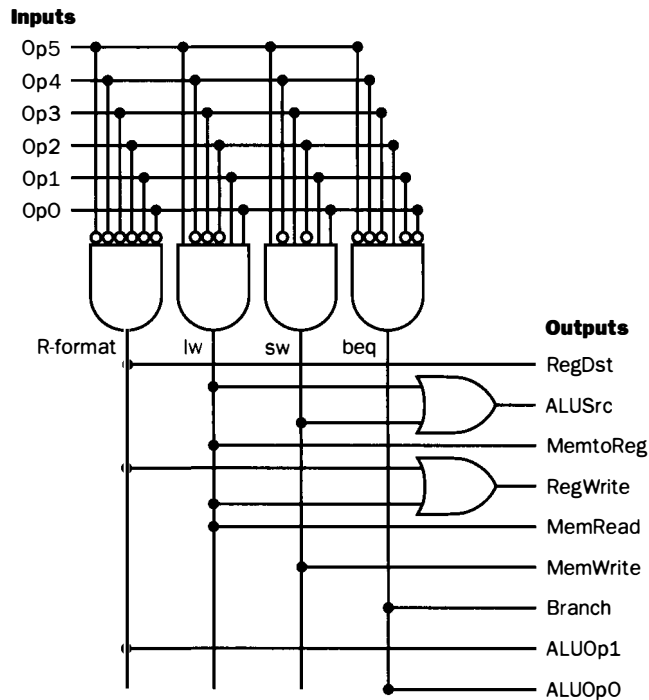 Inputs
Op5
Op4
Op3
Op2
Op1
Op0
R-format lw sw beq
Outputs
RegDst
ALUSrc
MemtoReg
RegWrite
MemRead
MemWrite
Branch
ALUOp1
ALUOp0